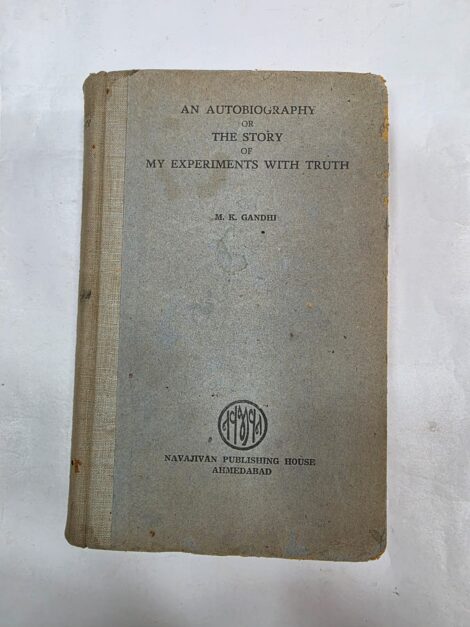 AN AUTOBIOGRAPHY
OR
THE STORY
OF
MY EXPERIMENTS WITH TRUTH
M. K. GANDHI
NAVAJIVAN PUBLISHING HOUSE
AHMEDABAD